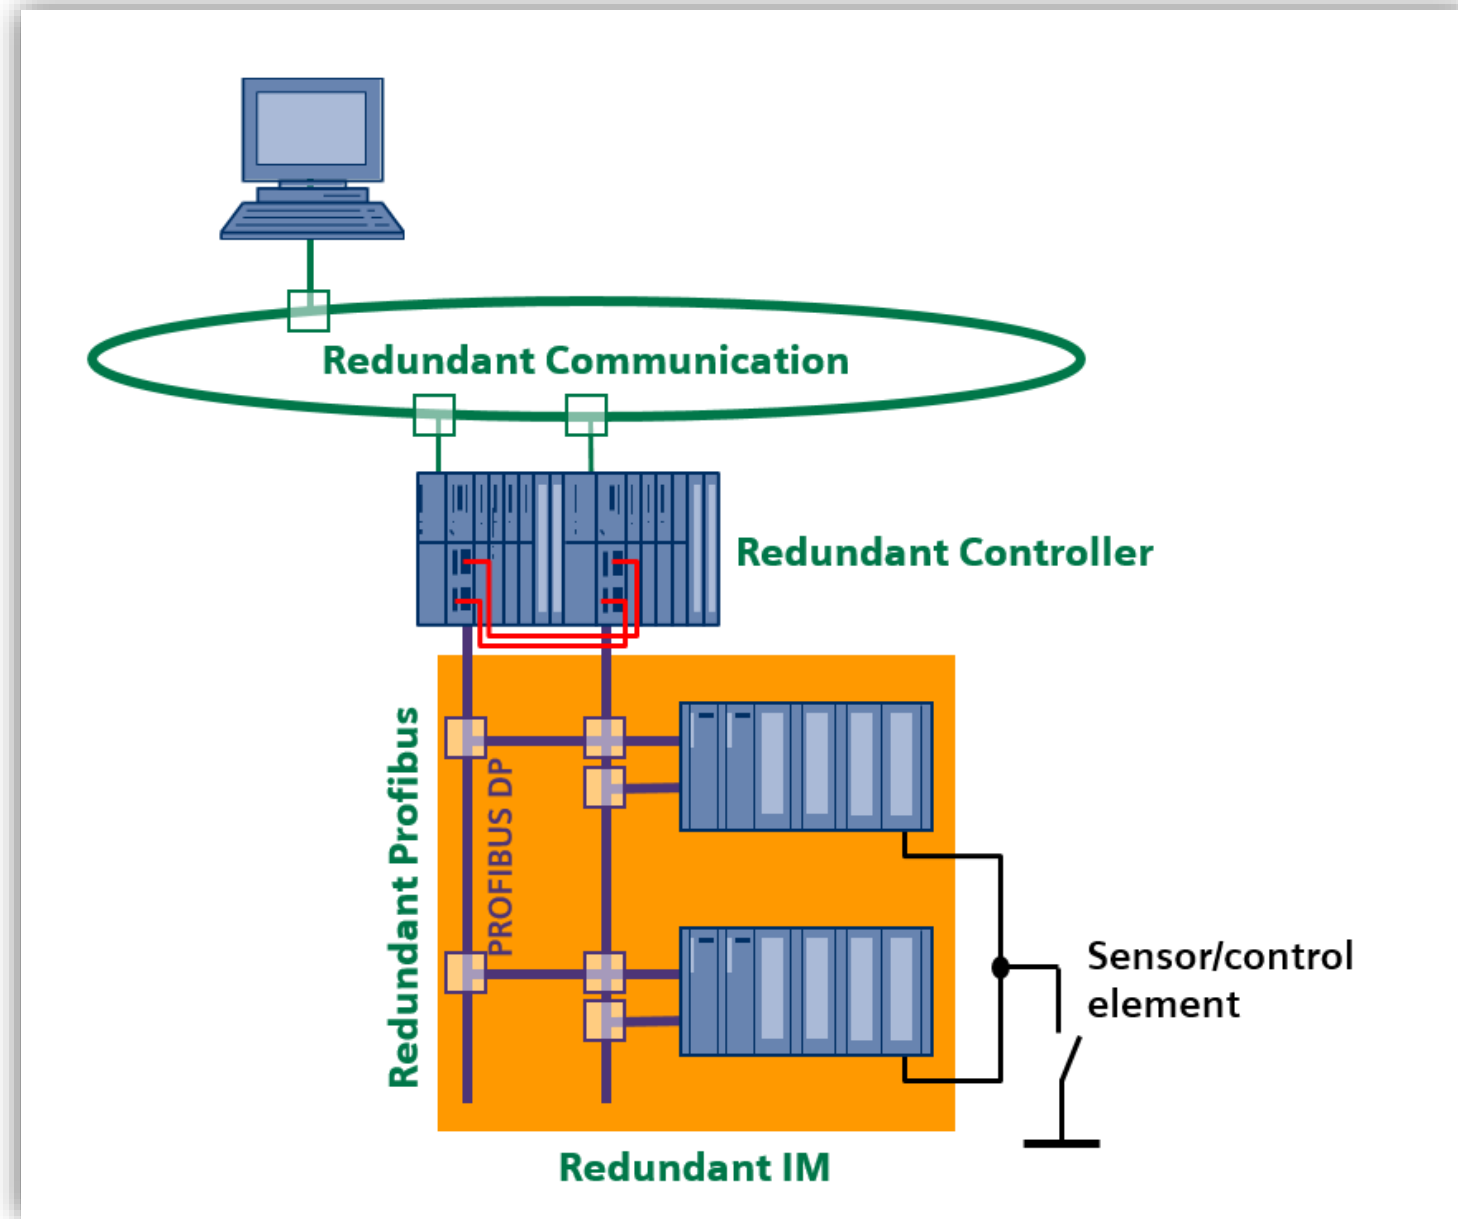 Redundant Communication
Redundant Controller
Redundant Profibus
PROFIBUS DP
Sensor/control
element
Redundant IM